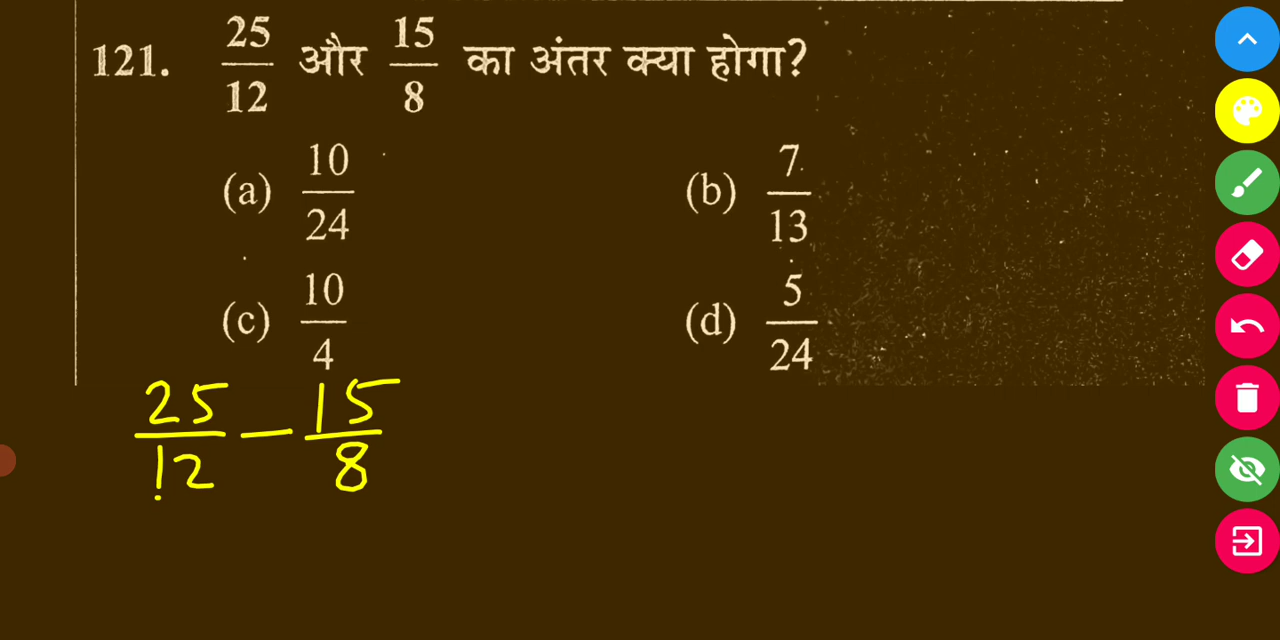 121. 25/12 और 15/8 का अंतर क्या होगा?
(a) 10/24 (b) 7/13
(c) 10/4 (d) 5/24
25/12 - 15/8